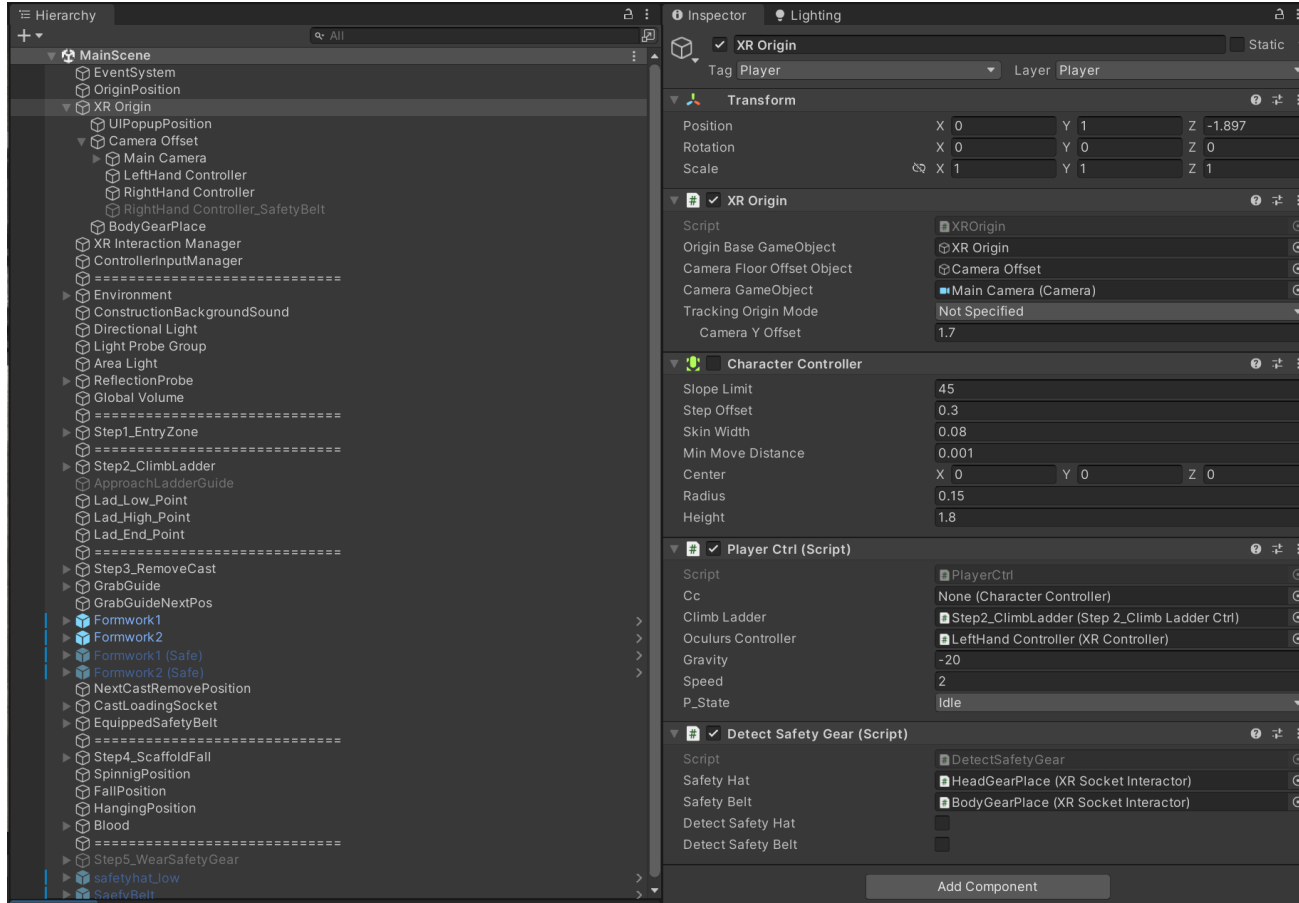 Hierarchy
All
MainScene
EventSystem
OriginPosition
XR Origin
UIPopupPosition
Camera Offset
Main Camera
LeftHand Controller
RightHand Controller
RightHand Controller_SafetyBelt
BodyGearPlace
XR Interaction Manager
ControllerInputManager
=============================
Environment
ConstructionBackgroundSound
Directional Light
Light Probe Group
Area Light
ReflectionProbe
Global Volume
=============================
Step1_EntryZone
=============================
Step2_ClimbLadder
ApproachLadderGuide
Lad_Low_Point
Lad_High_Point
Lad_End_Point
=============================
Step3_RemoveCast
GrabGuide
GrabGuideNextPos
Formwork1
Formwork2
Formwork1 (Safe)
Formwork2 (Safe)
NextCastRemovePosition
CastLoadingSocket
EquippedSafetyBelt
=============================
Step4_ScaffoldFall
SpinnigPosition
FallPosition
HangingPosition
Blood
=============================
Step5_WearSafetyGear
safetyhat_low
SaefyBelt
Inspector Lighting
XR Origin Static
Tag Player Layer Player
Transform
Position X 0 Y 1 Z -1.897
Rotation X 0 Y 0 Z 0
Scale X 1 Y 1 Z 1
# XR Origin
Script XROrigin
Origin Base GameObject XR Origin
Camera Floor Offset Object Camera Offset
Camera GameObject Main Camera (Camera)
Tracking Origin Mode Not Specified
Camera Y Offset 1.7
Character Controller
Slope Limit 45
Step Offset 0.3
Skin Width 0.08
Min Move Distance 0.001
Center X 0 Y 0 Z 0
Radius 0.15
Height 1.8
# Player Ctrl (Script)
Script PlayerCtrl
Cc None (Character Controller)
Climb Ladder Step2_ClimbLadder (Step 2_Climb Ladder Ctrl)
Oculurs Controller LeftHand Controller (XR Controller)
Gravity -20
Speed 2
P_State Idle
# Detect Safety Gear (Script)
Script DetectSafetyGear
Safety Hat HeadGearPlace (XR Socket Interactor)
Safety Belt BodyGearPlace (XR Socket Interactor)
Detect Safety Hat
Detect Safety Belt
Add Component